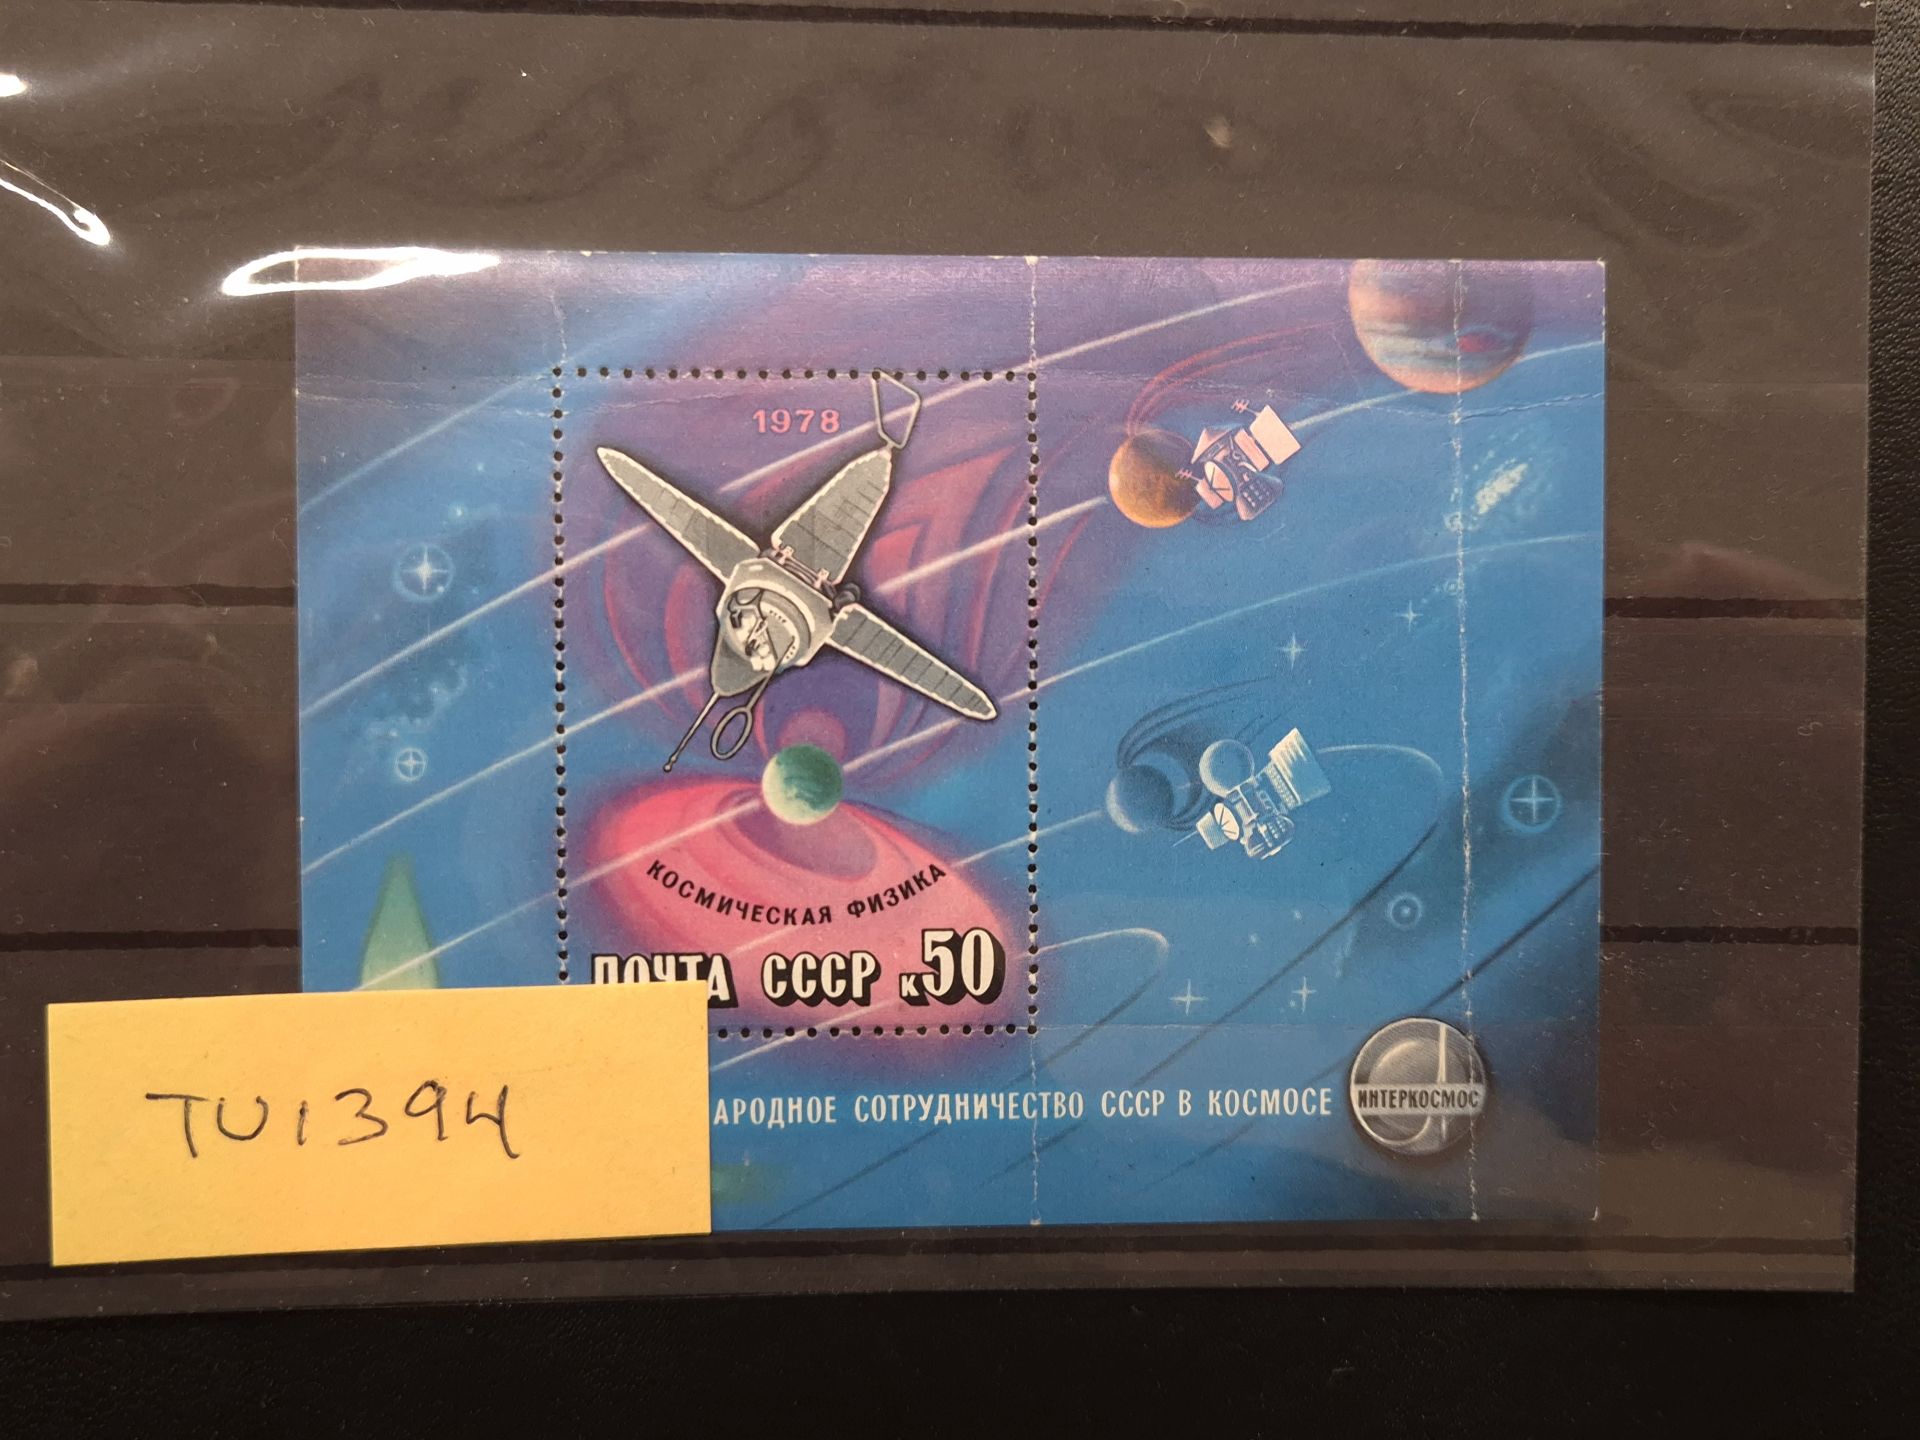 1978
КОСМИЧЕСКАЯ ФИЗИКА
ПОЧТА СССР к50
АРОДНОЕ СОТРУДНИЧЕСТВО СССР В КОСМОСЕ
ИНТЕРКОСМОС
TU1394